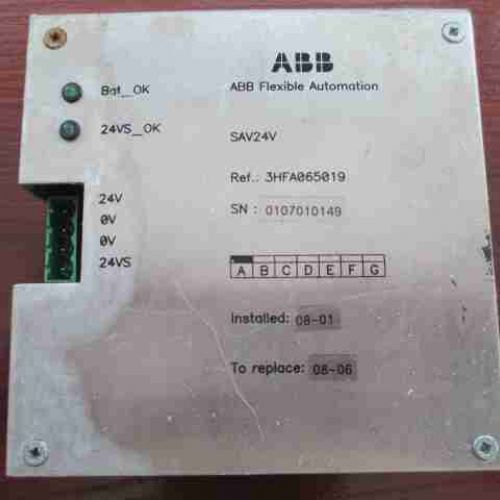 ABB
ABB Flexible Automation
Bat_OK
24VS_OK
SAV24V
Ref.: 3HFA065019
SN : 0107010149
24V
0V
0V
24VS
A B C D E F G
Installed: 08-01
To replace: 08-06